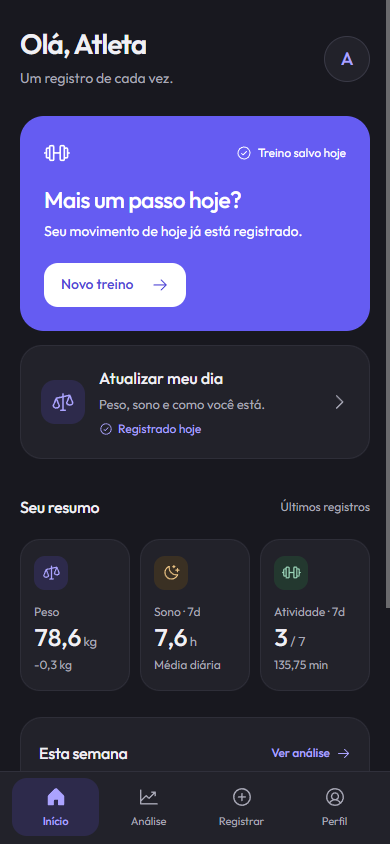 Olá, Atleta
Um registro de cada vez.
A
Treino salvo hoje
Mais um passo hoje?
Seu movimento de hoje já está registrado.
Novo treino
Atualizar meu dia
Peso, sono e como você está.
Registrado hoje
Seu resumo
Últimos registros
Peso
78,6 kg
-0,3 kg
Sono · 7d
7,6 h
Média diária
Atividade · 7d
3 / 7
135,75 min
Esta semana
Ver análise
Início
Análise
Registrar
Perfil